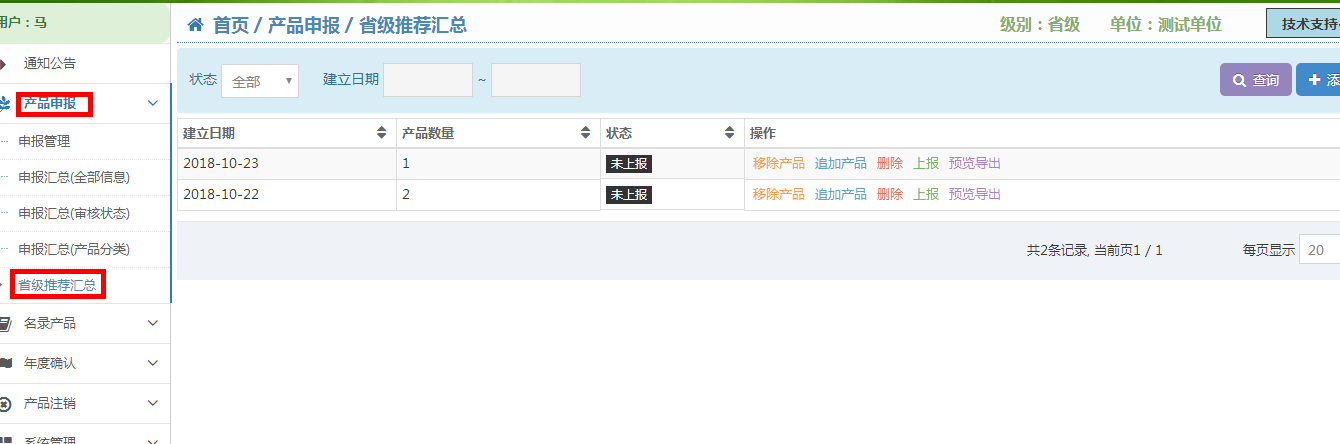 用户：马
首页 / 产品申报 / 省级推荐汇总
级别：省级 单位：测试单位 技术支持
通知公告
产品申报
申报管理
申报汇总(全部信息)
申报汇总(审核状态)
申报汇总(产品分类)
省级推荐汇总
名录产品
年度确认
产品注销
系统管理
状态 全部 建立日期 ~ 查询 添
建立日期 产品数量 状态 操作
2018-10-23 1 未上报 移除产品 追加产品 删除 上报 预览导出
2018-10-22 2 未上报 移除产品 追加产品 删除 上报 预览导出
共2条记录, 当前页1 / 1 每页显示 20